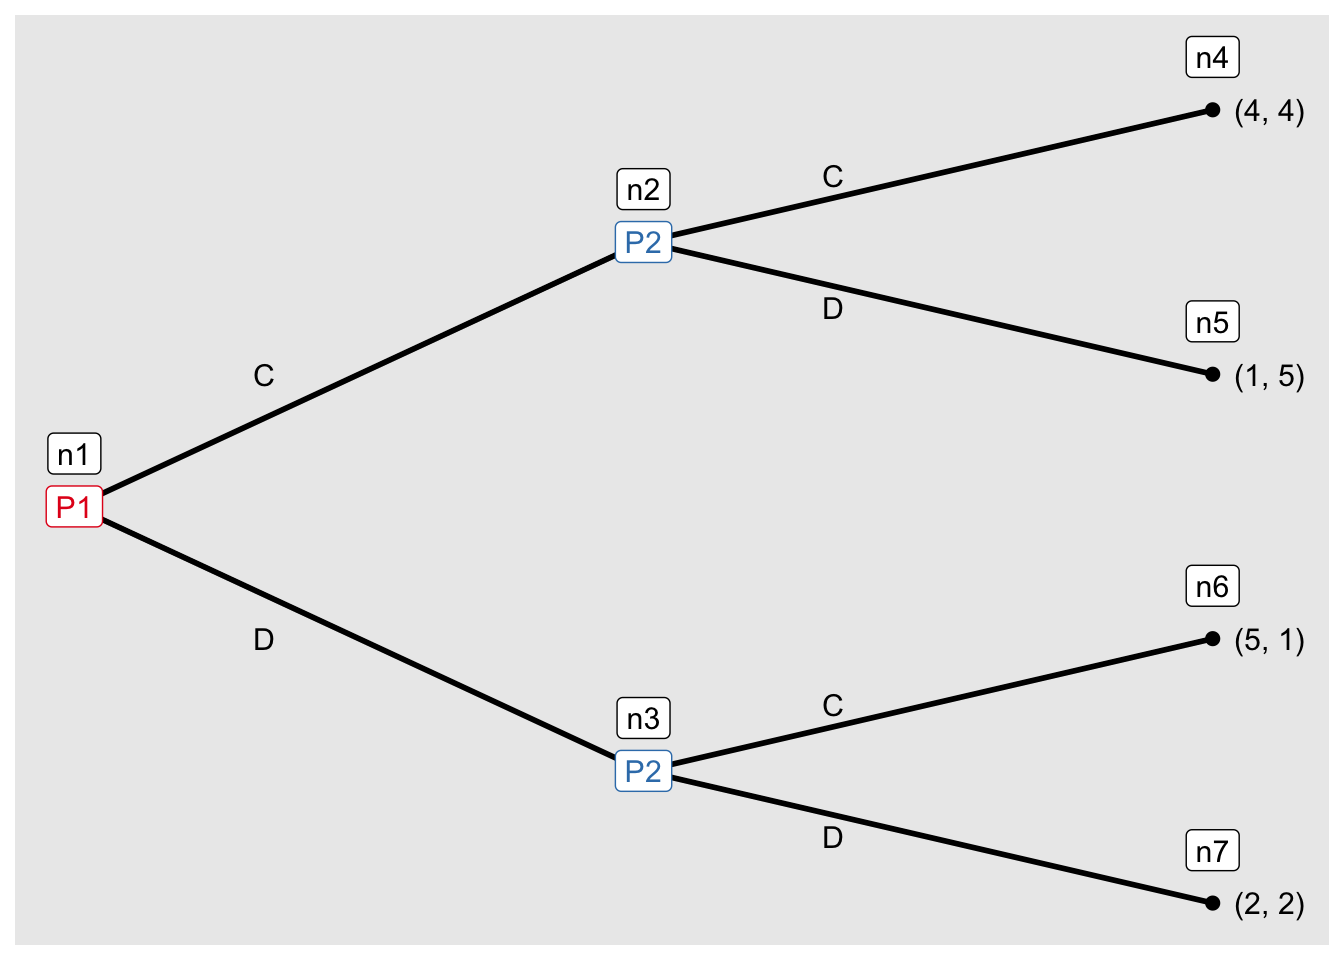 n4
(4, 4)
C
n2
P2
D
n5
(1, 5)
C
n1
P1
D
n6
(5, 1)
C
n3
P2
D
n7
(2, 2)